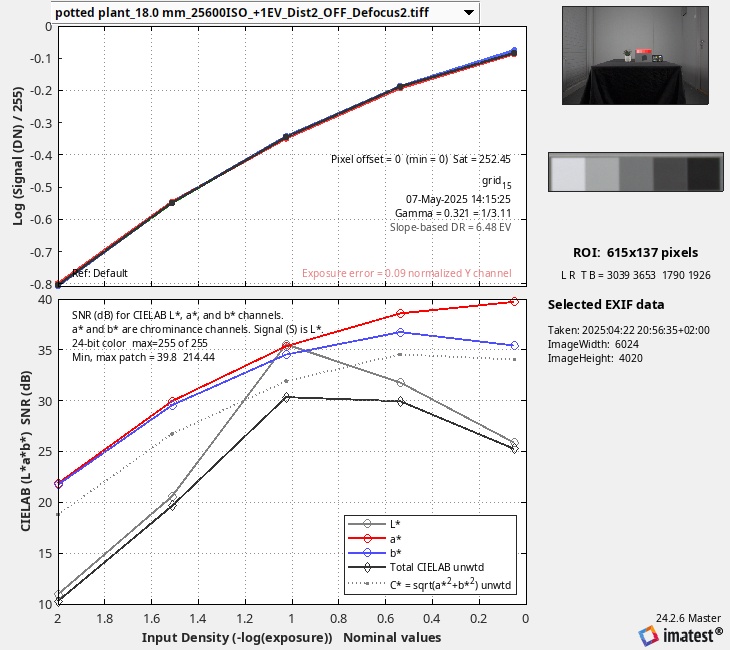 potted plant_18.0 mm_25600ISO_+1EV_Dist2_OFF_Defocus2.tiff
Log (Signal (DN) / 255)
0
-0.1
-0.2
-0.3
-0.4
-0.5
-0.6
-0.7
-0.8
Pixel offset = 0 (min = 0) Sat = 252.45
grid15
07-May-2025 14:15:25
Gamma = 0.321 = 1/3.11
Slope-based DR = 6.48 EV
Ref: Default
Exposure error = 0.09 normalized Y channel
CIELAB (L*a*b*) SNR (dB)
40
35
30
25
20
15
10
SNR (dB) for CIELAB L*, a*, and b* channels.
a* and b* are chrominance channels. Signal (S) is L*.
24-bit color max=255 of 255
Min, max patch = 39.8 214.44
L*
a*
b*
Total CIELAB unwtd
C* = sqrt(a*2+b*2) unwtd
2 1.8 1.6 1.4 1.2 1 0.8 0.6 0.4 0.2 0
Input Density (-log(exposure)) Nominal values
ROI: 615x137 pixels
L R T B = 3039 3653 1790 1926
Selected EXIF data
Taken: 2025:04:22 20:56:35+02:00
ImageWidth: 6024
ImageHeight: 4020
24.2.6 Master
imatest®